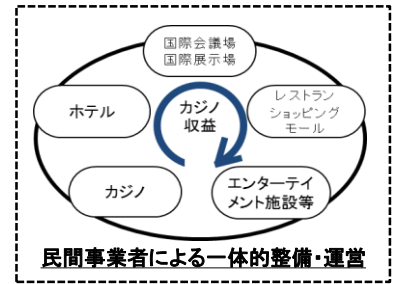 国際会議場
国際展示場
ホテル
カジノ
収益
レストラン
ショッピング
モール
カジノ
エンターテイ
メント施設等
民間事業者による一体的整備・運営